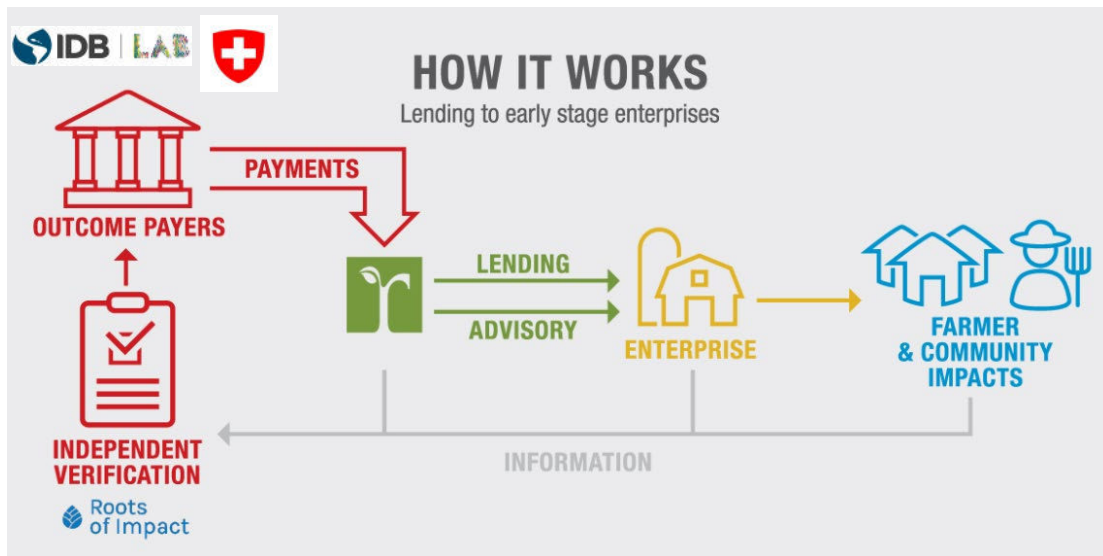 IDB | LAB
HOW IT WORKS
Lending to early stage enterprises
PAYMENTS
OUTCOME PAYERS
LENDING
ADVISORY
ENTERPRISE
FARMER
& COMMUNITY
IMPACTS
INDEPENDENT
VERIFICATION
INFORMATION
Roots
of Impact